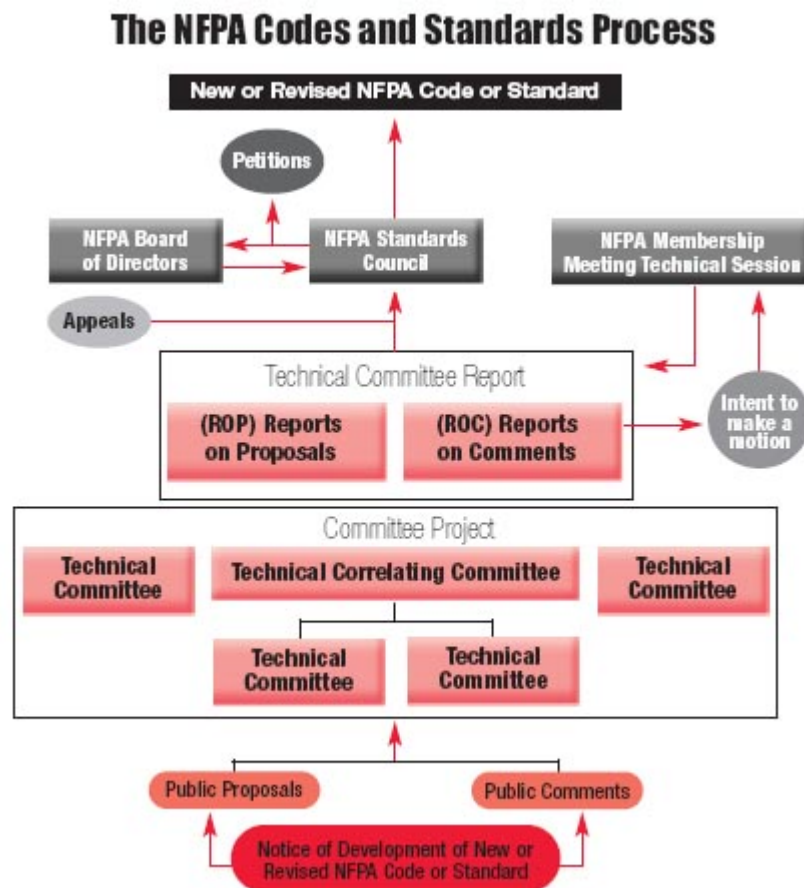 The NFPA Codes and Standards Process
New or Revised NFPA Code or Standard
Petitions
NFPA Board
of Directors
NFPA Standards
Council
NFPA Membership
Meeting Technical Session
Appeals
Technical Committee Report
(ROP) Reports
on Proposals
(ROC) Reports
on Comments
Intent to
make a
motion
Committee Project
Technical
Committee
Technical Correlating Committee
Technical
Committee
Technical
Committee
Technical
Committee
Public Proposals
Public Comments
Notice of Development of New or
Revised NFPA Code or Standard